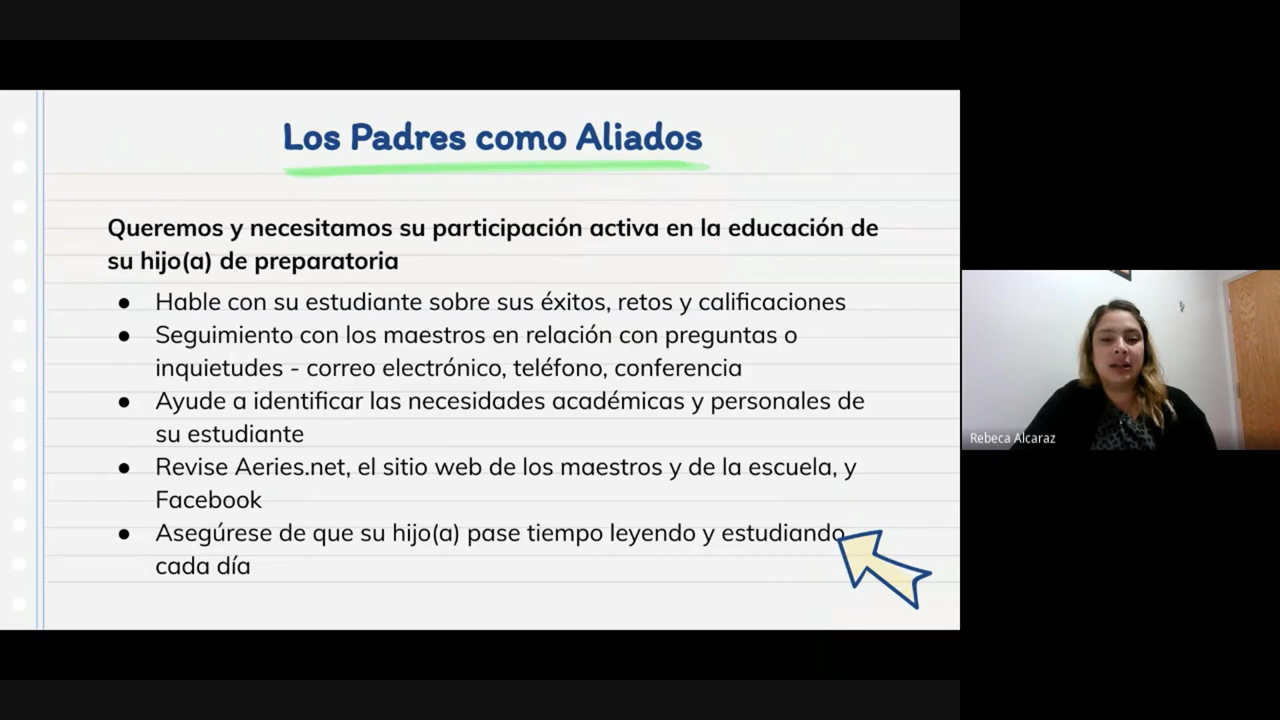 Los Padres como Aliados
Queremos y necesitamos su participación activa en la educación de
su hijo(a) de preparatoria
● Hable con su estudiante sobre sus éxitos, retos y calificaciones
● Seguimiento con los maestros en relación con preguntas o
inquietudes - correo electrónico, teléfono, conferencia
● Ayude a identificar las necesidades académicas y personales de
su estudiante
● Revise Aeries.net, el sitio web de los maestros y de la escuela, y
Facebook
● Asegúrese de que su hijo(a) pase tiempo leyendo y estudiando
cada día
Rebeca Alcaraz